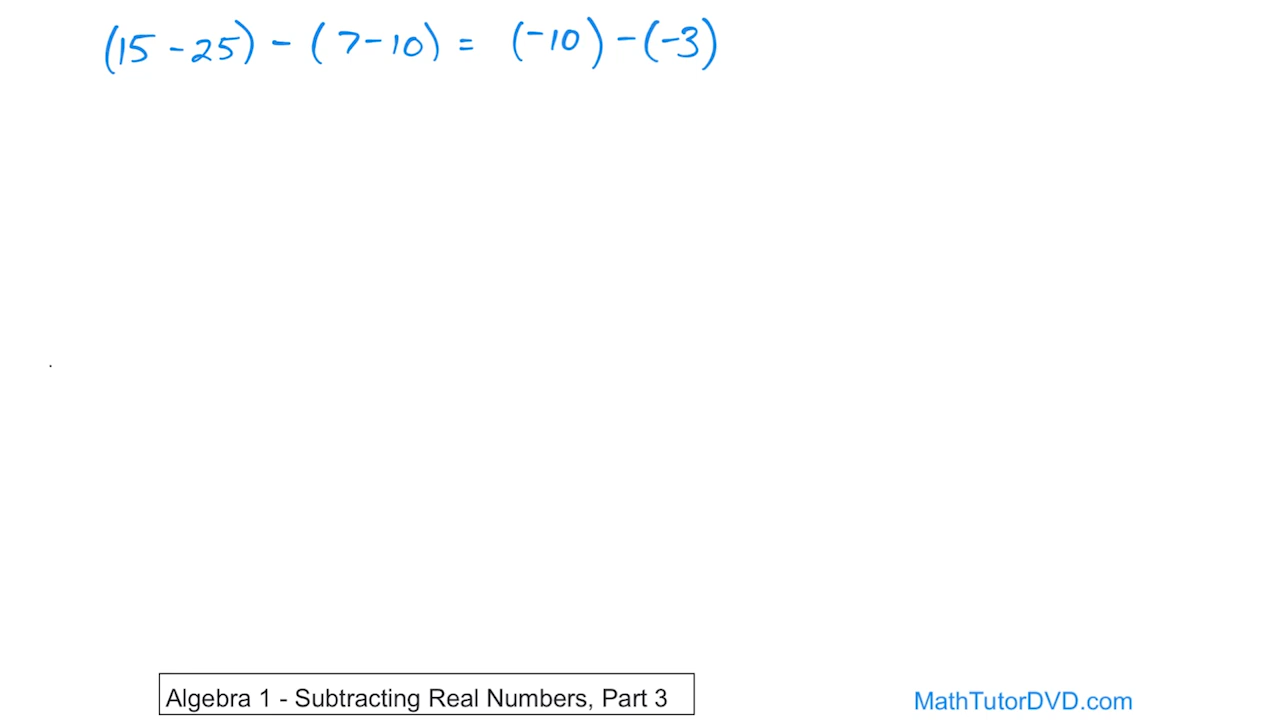 (15 - 25) - (7 - 10) = (-10) - (-3)
Algebra 1 - Subtracting Real Numbers, Part 3
MathTutorDVD.com